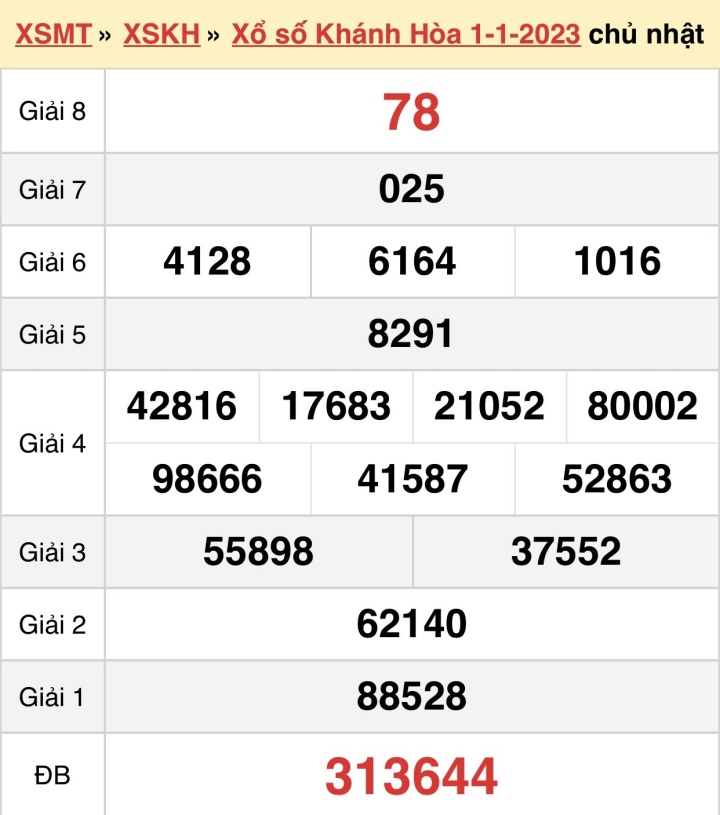 XSMT » XSKH » Xổ số Khánh Hòa 1-1-2023 chủ nhật
Giải 8 78
Giải 7 025
Giải 6 4128 6164 1016
Giải 5 8291
Giải 4 42816 17683 21052 80002
98666 41587 52863
Giải 3 55898 37552
Giải 2 62140
Giải 1 88528
ĐB 313644